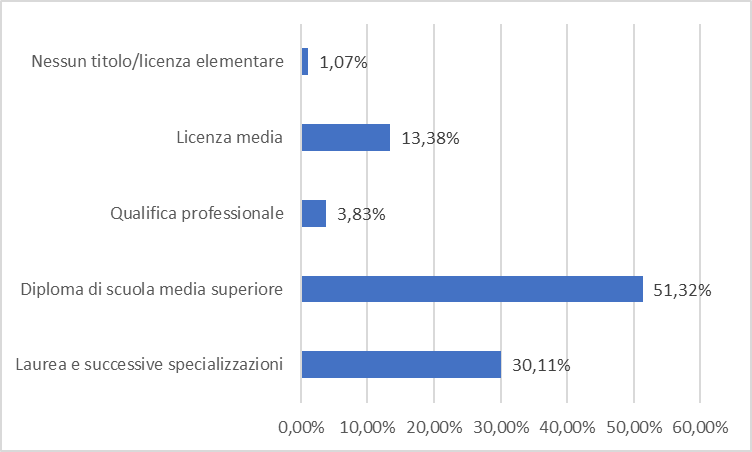 Nessun titolo/licenza elementare 1,07%
Licenza media 13,38%
Qualifica professionale 3,83%
Diploma di scuola media superiore 51,32%
Laurea e successive specializzazioni 30,11%
0,00% 10,00% 20,00% 30,00% 40,00% 50,00% 60,00%